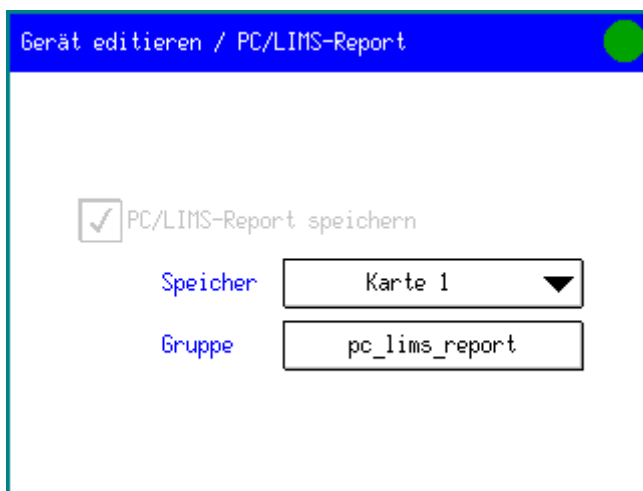 Gerät editieren / PC/LIMS-Report
PC/LIMS-Report speichern
Speicher Karte 1
Gruppe pc_lims_report